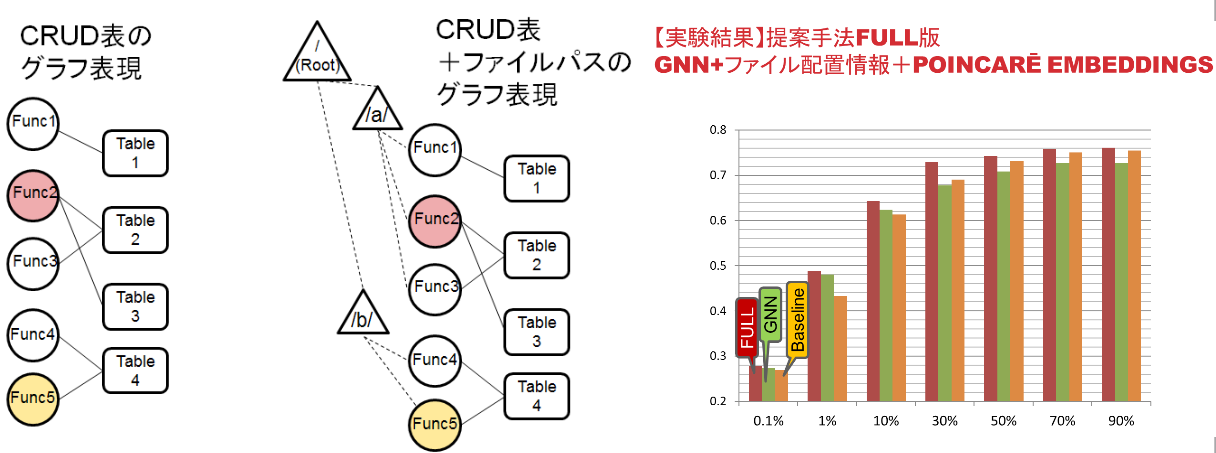 CRUD表の
グラフ表現
Func1
Table
1
Func2
Table
2
Func3
Table
3
Func4
Table
4
Func5
/
(Root)
/a/
/b/
CRUD表
+ファイルパスの
グラフ表現
Func1
Table
1
Func2
Table
2
Func3
Table
3
Func4
Table
4
Func5
【実験結果】提案手法FULL版
GNN+ファイル配置情報+POINCARĒ EMBEDDINGS
0.8
0.7
0.6
0.5
0.4
0.3
0.2
FULL
GNN
Baseline
0.1% 1% 10% 30% 50% 70% 90%